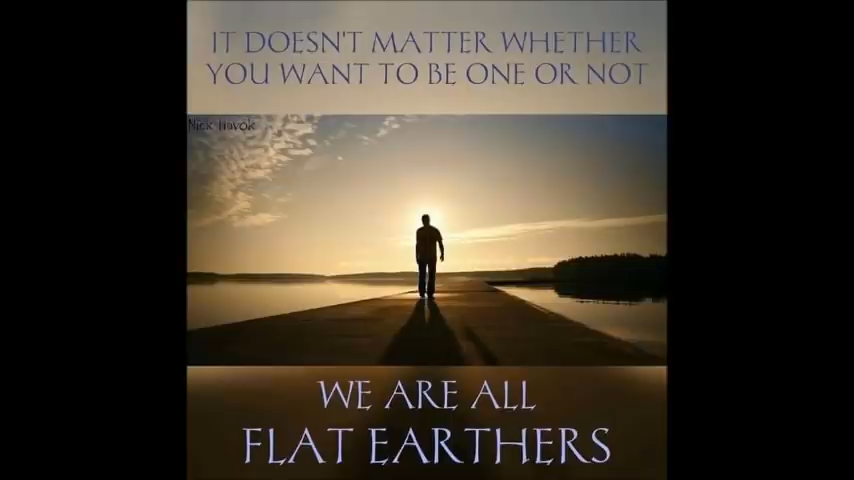 IT DOESN'T MATTER WHETHER
YOU WANT TO BE ONE OR NOT
Nick Havok
WE ARE ALL
FLAT EARTHERS